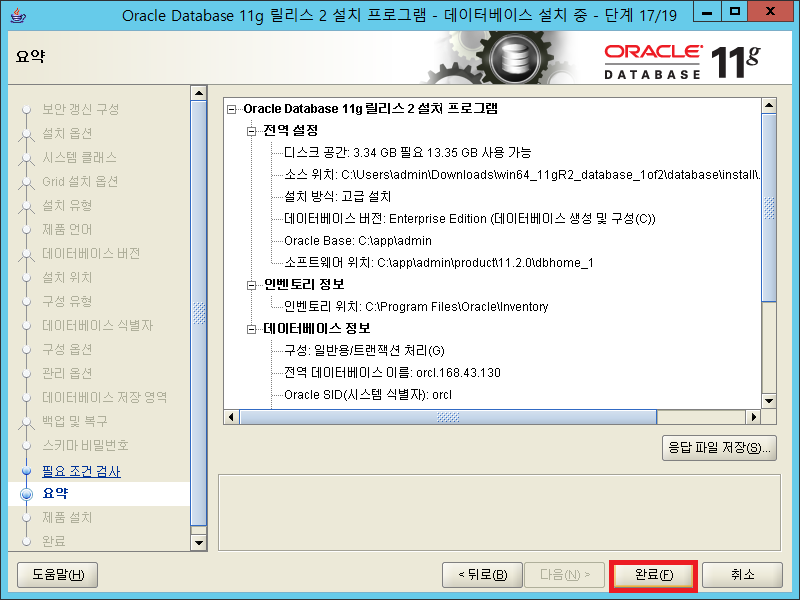 Oracle Database 11g 릴리스 2 설치 프로그램 - 데이터베이스 설치 중 - 단계 17/19
요약
ORACLE
DATABASE 11g
보안 갱신 구성
설치 옵션
시스템 클래스
Grid 설치 옵션
설치 유형
제품 언어
데이터베이스 버전
설치 위치
구성 유형
데이터베이스 식별자
구성 옵션
관리 옵션
데이터베이스 저장 영역
백업 및 복구
스키마 비밀번호
필요 조건 검사
요약
제품 설치
완료
Oracle Database 11g 릴리스 2 설치 프로그램
전역 설정
디스크 공간: 3.34 GB 필요 13.35 GB 사용 가능
소스 위치: C:\Users\admin\Downloads\win64_11gR2_database_1of2\database\install\.
설치 방식: 고급 설치
데이터베이스 버전: Enterprise Edition (데이터베이스 생성 및 구성(C))
Oracle Base: C:\app\admin
소프트웨어 위치: C:\app\admin\product\11.2.0\dbhome_1
인벤토리 정보
인벤토리 위치: C:\Program Files\Oracle\Inventory
데이터베이스 정보
구성: 일반용/트랜잭션 처리(G)
전역 데이터베이스 이름: orcl.168.43.130
Oracle SID(시스템 식별자): orcl
응답 파일 저장(S)...
도움말(H)
< 뒤로(B)
다음(N) >
완료(F)
취소